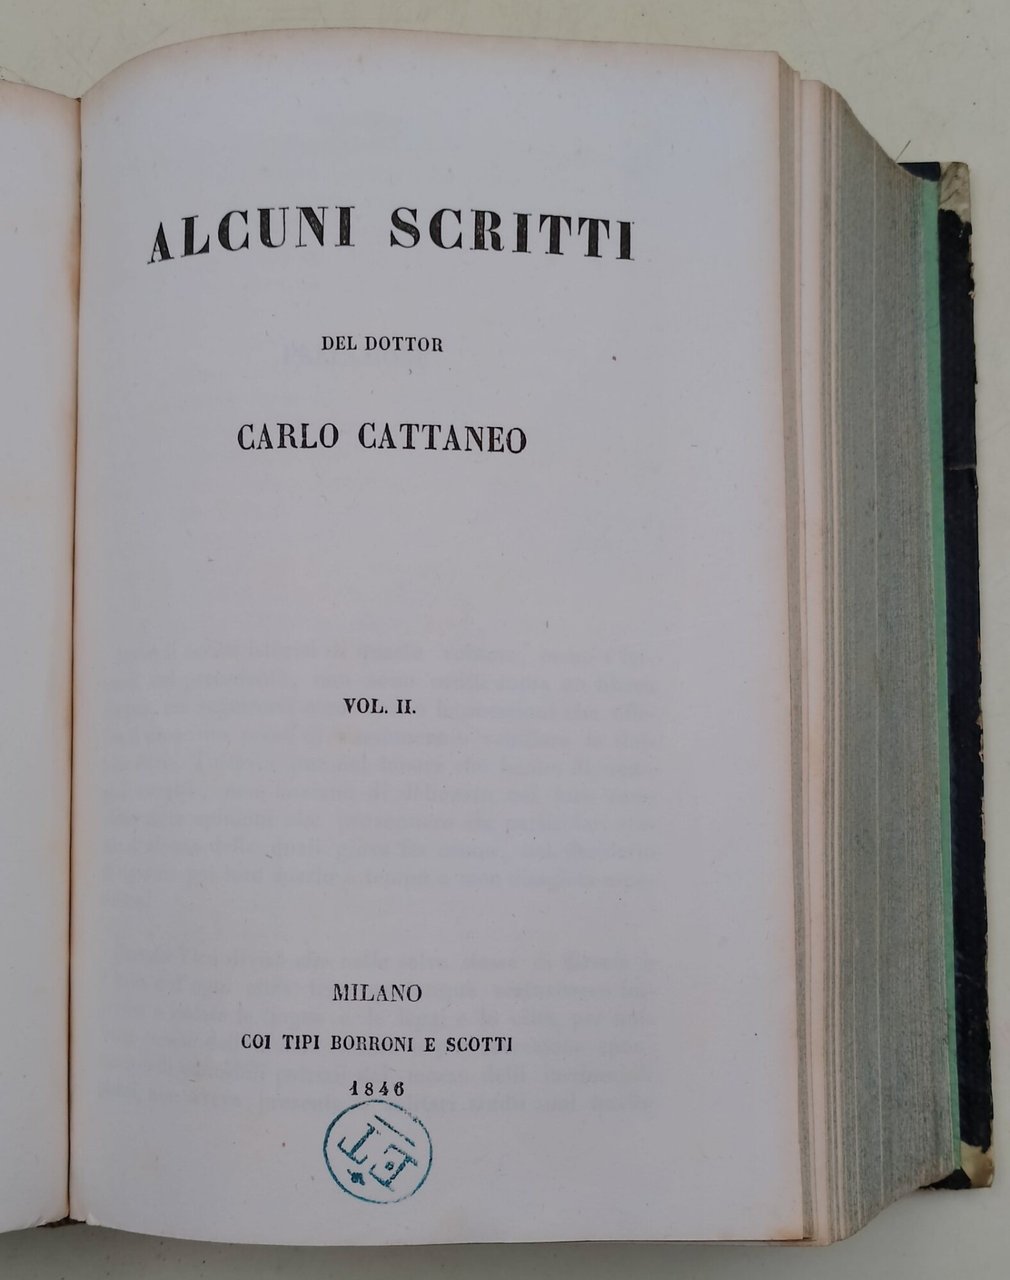 ALCUNI SCRITTI
DEL DOTTOR
CARLO CATTANEO
VOL. II.
MILANO
COI TIPI BORRONI E SCOTTI
1846